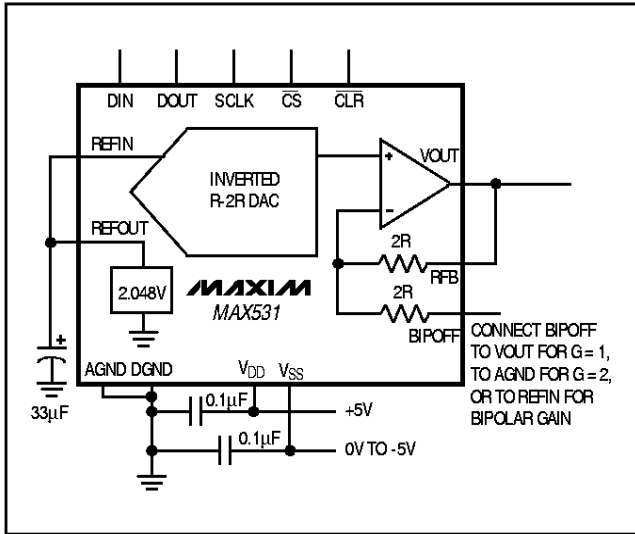 DIN DOUT SCLK CS CLR
REFIN
VOUT
INVERTED
R-2R DAC
+
-
REFOUT
2R
RFB
2.048V
MAXIM
MAX531
2R
BIPOFF
CONNECT BIPOFF
TO VOUT FOR G = 1,
TO AGND FOR G = 2,
OR TO REFIN FOR
BIPOLAR GAIN
+
33µF
AGND DGND VDD VSS
0.1µF
+5V
0.1µF
0V TO -5V